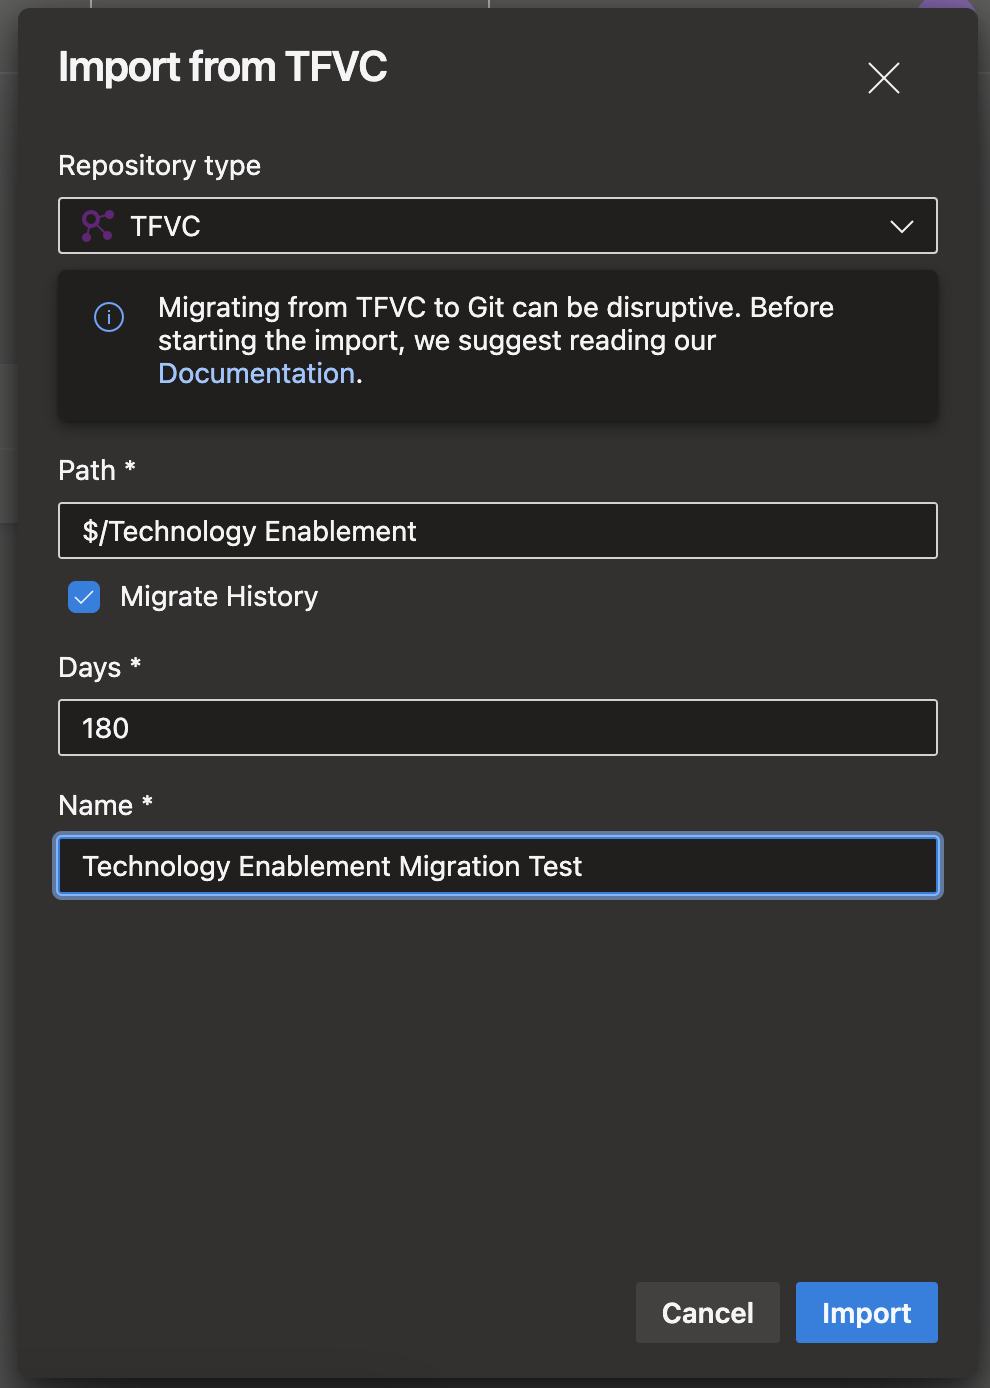 Import from TFVC
Repository type
TFVC
Migrating from TFVC to Git can be disruptive. Before
starting the import, we suggest reading our
Documentation.
Path *
$/Technology Enablement
Migrate History
Days *
180
Name *
Technology Enablement Migration Test
Cancel
Import